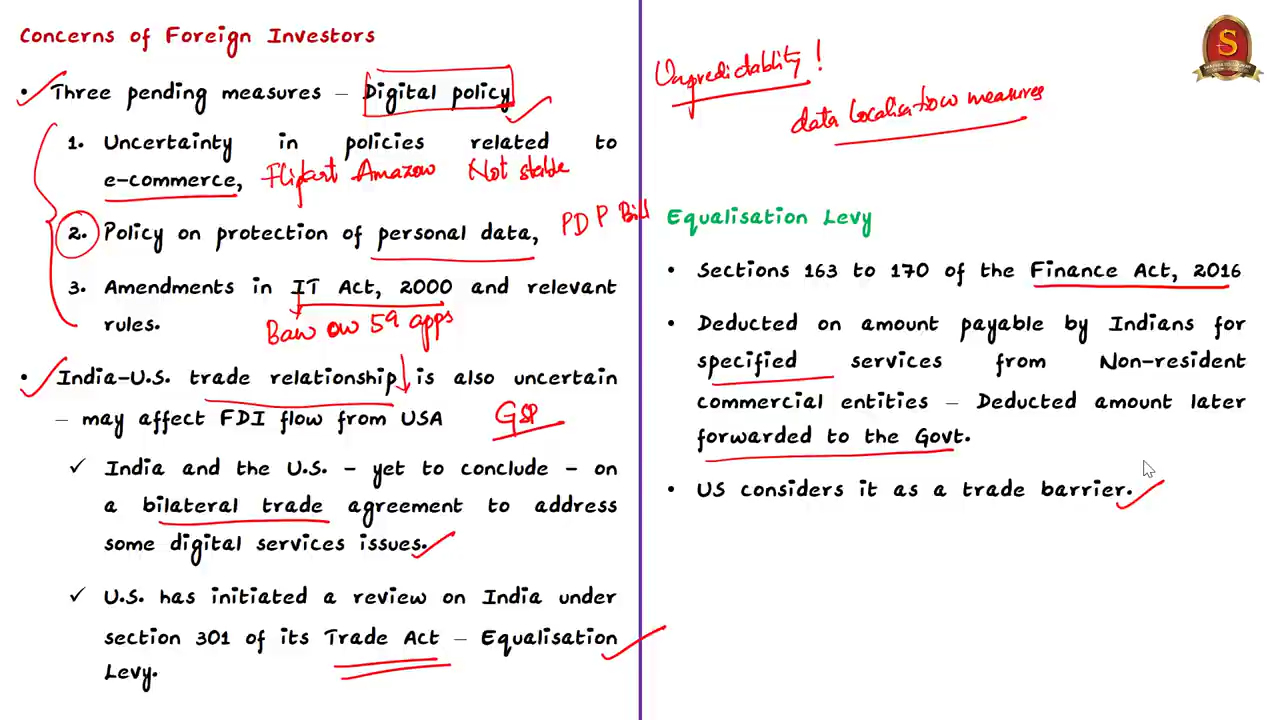 Concerns of Foreign Investors
• Three pending measures – Digital policy
1. Uncertainty in policies related to
e-commerce, Flipkart Amazon Not stable
2. Policy on protection of personal data, PDP Bill
3. Amendments in IT Act, 2000 and relevant
rules.
Ban on 59 apps
• India-U.S. trade relationship is also uncertain
– may affect FDI flow from USA GSP
✓ India and the U.S. - yet to conclude - on
a bilateral trade agreement to address
some digital services issues.
✓ U.S. has initiated a review on India under
section 301 of its Trade Act – Equalisation
Levy.
Unpredictablity!
data localisation measures
Equalisation Levy
• Sections 163 to 170 of the Finance Act, 2016
• Deducted on amount payable by Indians for
specified services from Non-resident
commercial entities – Deducted amount later
forwarded to the Govt.
• US considers it as a trade barrier.
S